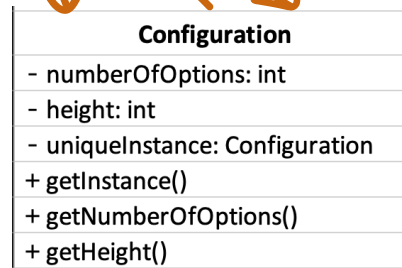 Configuration
- numberOfOptions: int
- height: int
- uniqueInstance: Configuration
+ getInstance()
+ getNumberOfOptions()
+ getHeight()